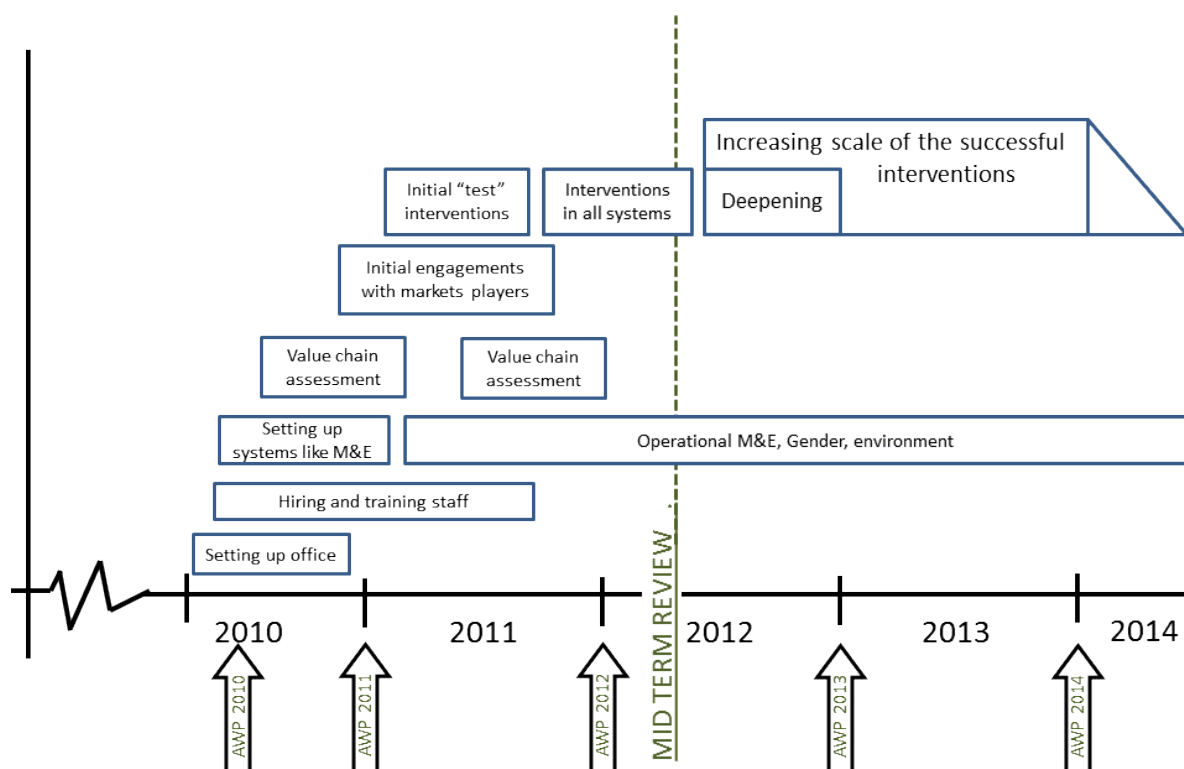 Increasing scale of the successful
interventions
Initial “test”
interventions
Interventions
in all systems
Deepening
Initial engagements
with markets players
Value chain
assessment
Value chain
assessment
Setting up
systems like M&E
Operational M&E, Gender, environment
Hiring and training staff
Setting up office
MID TERM REVIEW
2010
2011
2012
2013
2014
AWP 2010
AWP 2011
AWP 2012
AWP 2013
AWP 2014